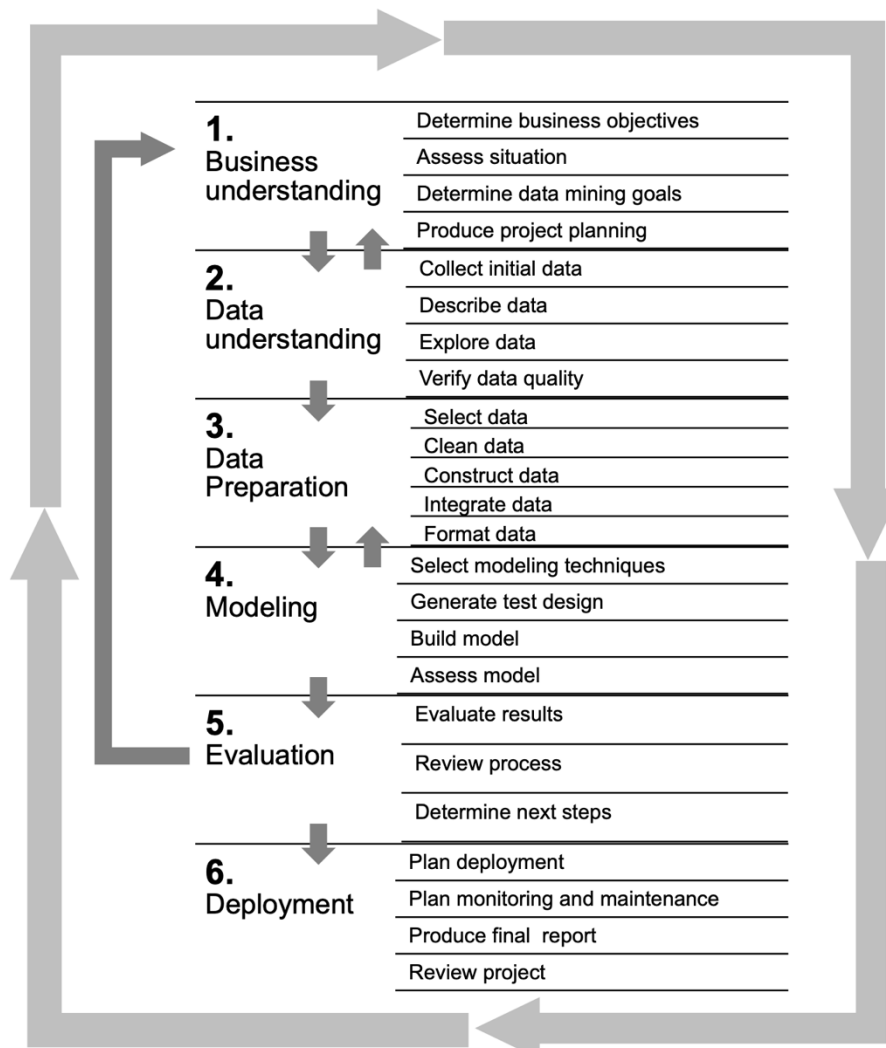 1.
Business
understanding
Determine business objectives
Assess situation
Determine data mining goals
Produce project planning
2.
Data
understanding
Collect initial data
Describe data
Explore data
Verify data quality
3.
Data
Preparation
Select data
Clean data
Construct data
Integrate data
Format data
4.
Modeling
Select modeling techniques
Generate test design
Build model
Assess model
5.
Evaluation
Evaluate results
Review process
Determine next steps
6.
Deployment
Plan deployment
Plan monitoring and maintenance
Produce final report
Review project